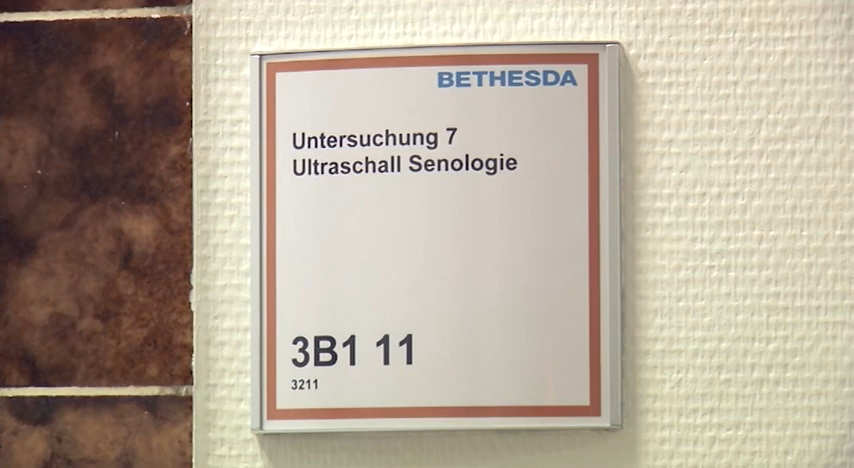 BETHESDA
Untersuchung 7
Ultraschall Senologie
3B1 11
3211